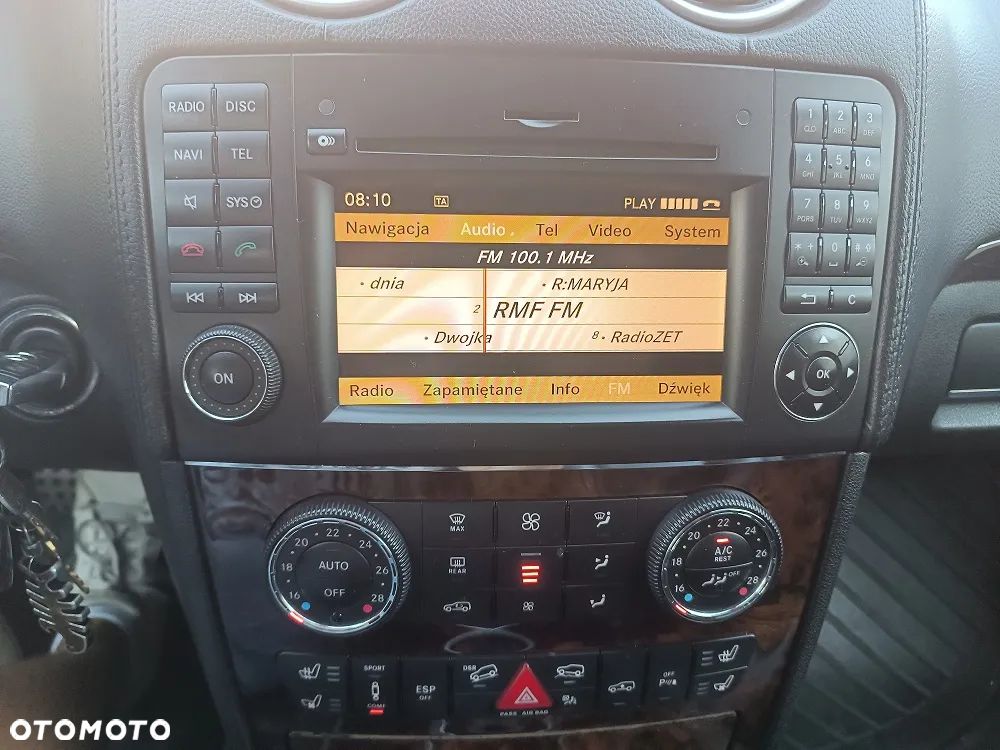 RADIO DISC
NAVI TEL
SYS
ON
08:10 TA PLAY
Nawigacja Audio Tel Video System
FM 100.1 MHz
• dnia • R:MARYJA
2 RMF FM
• Dwojka 8 • RadioZET
Radio Zapamiętane Info FM Dźwięk
1 2 ABC 3 DEF
4 GHI 5 JKL 6 MNO
7 PQRS 8 TUV 9 WXYZ
* + 0 #
C
OK
16 18 20 22 24 26 28
AUTO
OFF
MAX
REAR
16 18 20 22 24 26 28
A/C
REST
OFF
SPORT
COMF
ESP
OFF
DSR
PASS AIR BAG
OFF
P
OTOMOTO